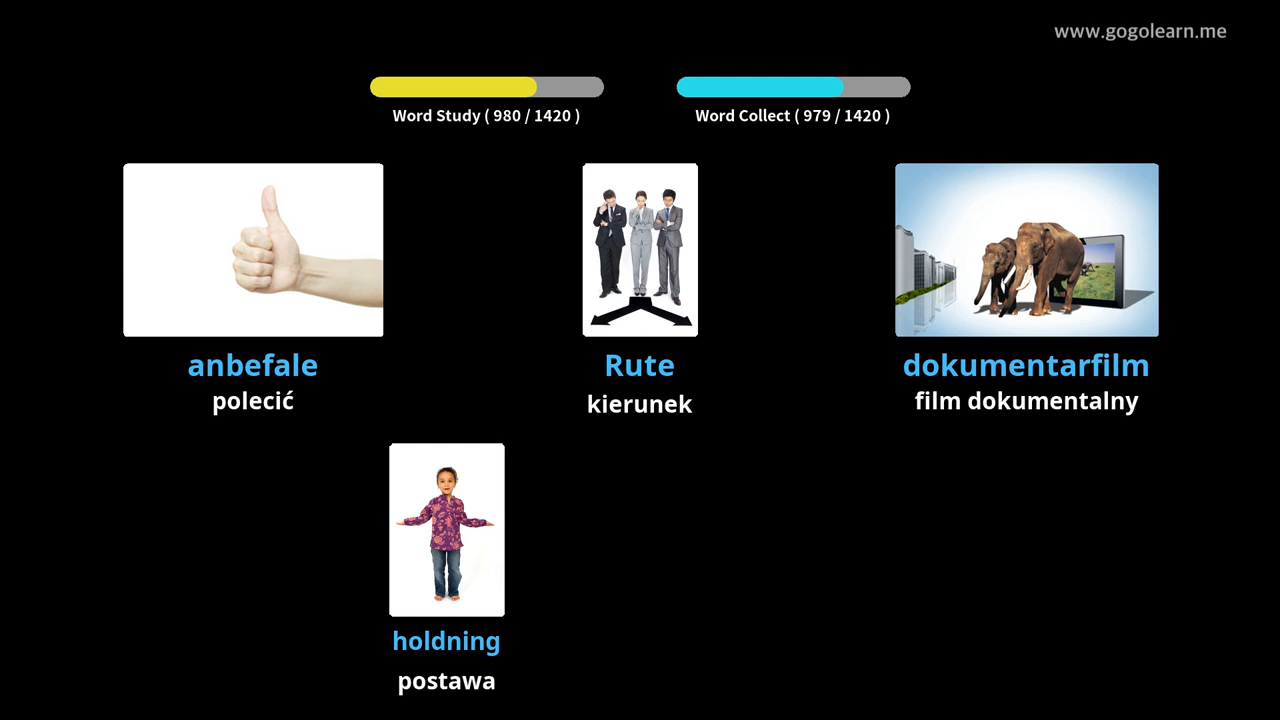 www.gogolearn.me
Word Study ( 980 / 1420 )
Word Collect ( 979 / 1420 )
anbefale
polecić
Rute
kierunek
dokumentarfilm
film dokumentalny
holdning
postawa